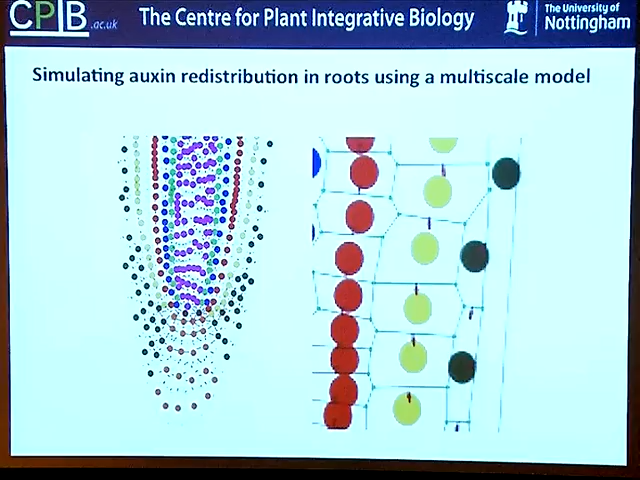 CPIB
.ac.uk
The Centre for Plant Integrative Biology
The University of
Nottingham
Simulating auxin redistribution in roots using a multiscale model